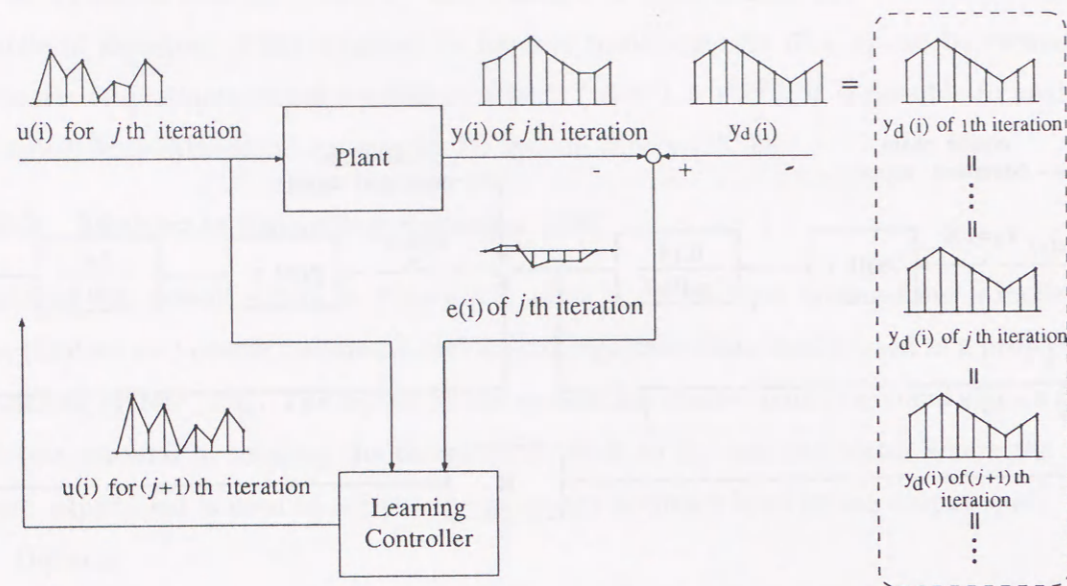 u(i) for jth iteration
Plant
y(i) of jth iteration
yd(i)
=
yd(i) of 1th iteration
-
+
=
⋮
=
e(i) of jth iteration
yd(i) of jth iteration
=
u(i) for (j+1)th iteration
Learning
Controller
yd(i) of (j+1)th
iteration
=
⋮